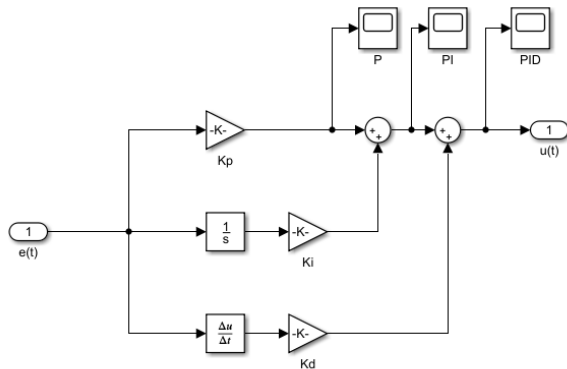 P
PI
PID
-K-
Kp
+
+
+
+
1
u(t)
1
e(t)
1
s
-K-
Ki
Δu
Δt
-K-
Kd